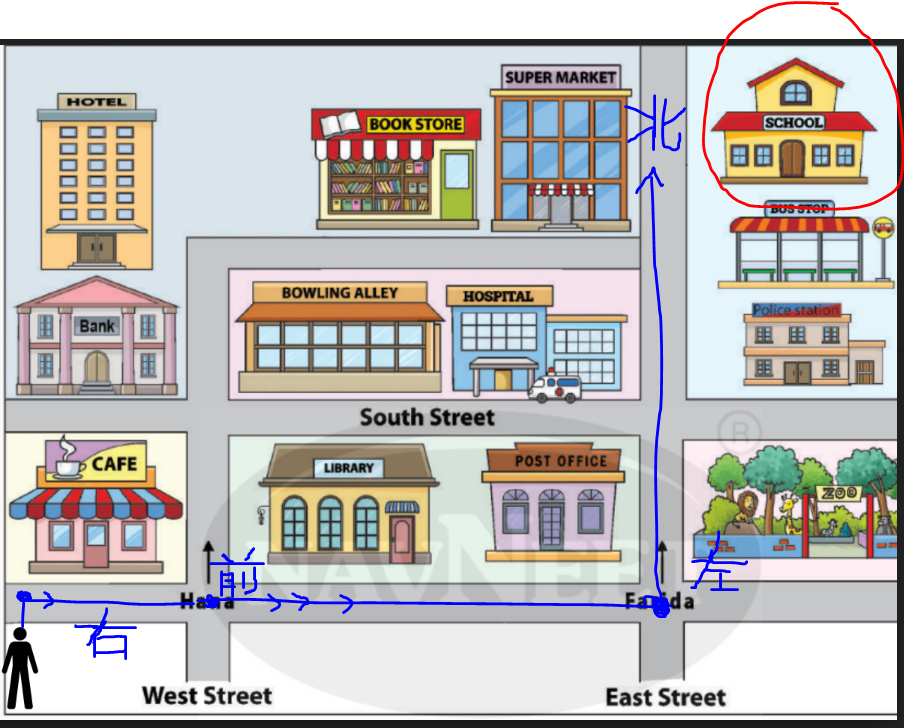 SUPER MARKET
HOTEL
BOOK STORE
北
SCHOOL
BUS STOP
BOWLING ALLEY
HOSPITAL
Police station
Bank
South Street
®
CAFE
LIBRARY
POST OFFICE
ZOO
前
左
NAVNEET
右
West Street
East Street